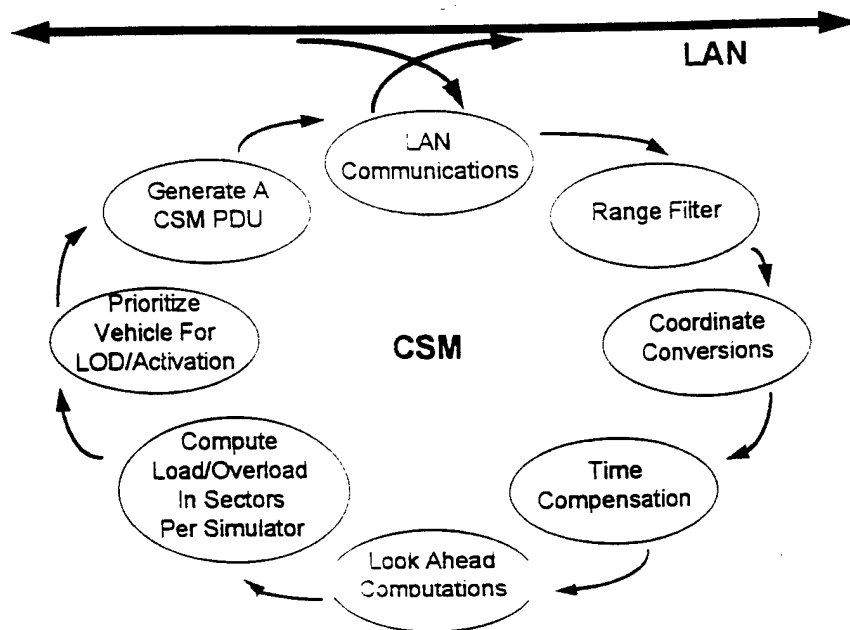 LAN
LAN
Communications
Generate A
CSM PDU
Range Filter
Prioritize
Vehicle For
LOD/Activation
CSM
Coordinate
Conversions
Compute
Load/Overload
In Sectors
Per Simulator
Time
Compensation
Look Ahead
Computations